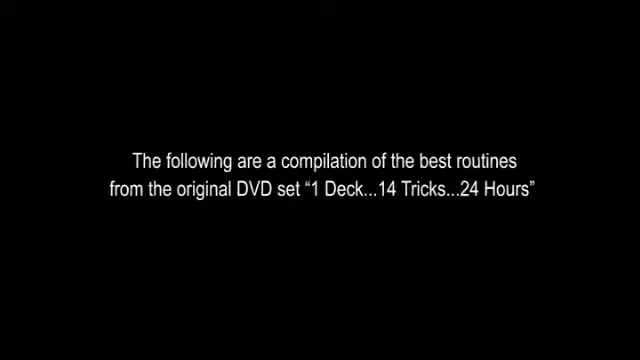 The following are a compilation of the best routines
from the original DVD set “1 Deck...14 Tricks...24 Hours”